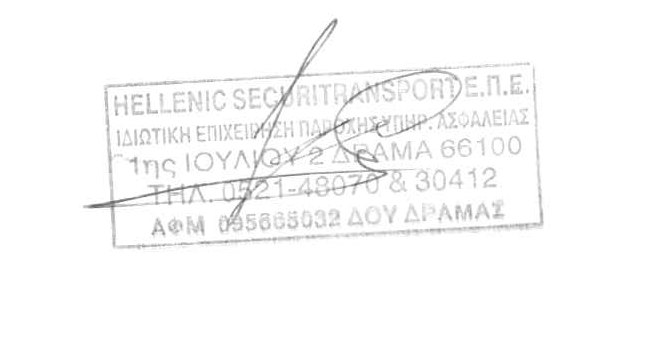 HELLENIC SECURITRANSPORT Ε.Π.Ε.
ΙΔΙΩΤΙΚΗ ΕΠΙΧΕΙΡΗΣΗ ΠΑΡΟΧΗΣ ΥΠΗΡ. ΑΣΦΑΛΕΙΑΣ
1ης ΙΟΥΛΙΟΥ 2 ΔΡΑΜΑ 66100
ΤΗΛ. 0521-48070 & 30412
ΑΦΜ 095665032 ΔΟΥ ΔΡΑΜΑΣ